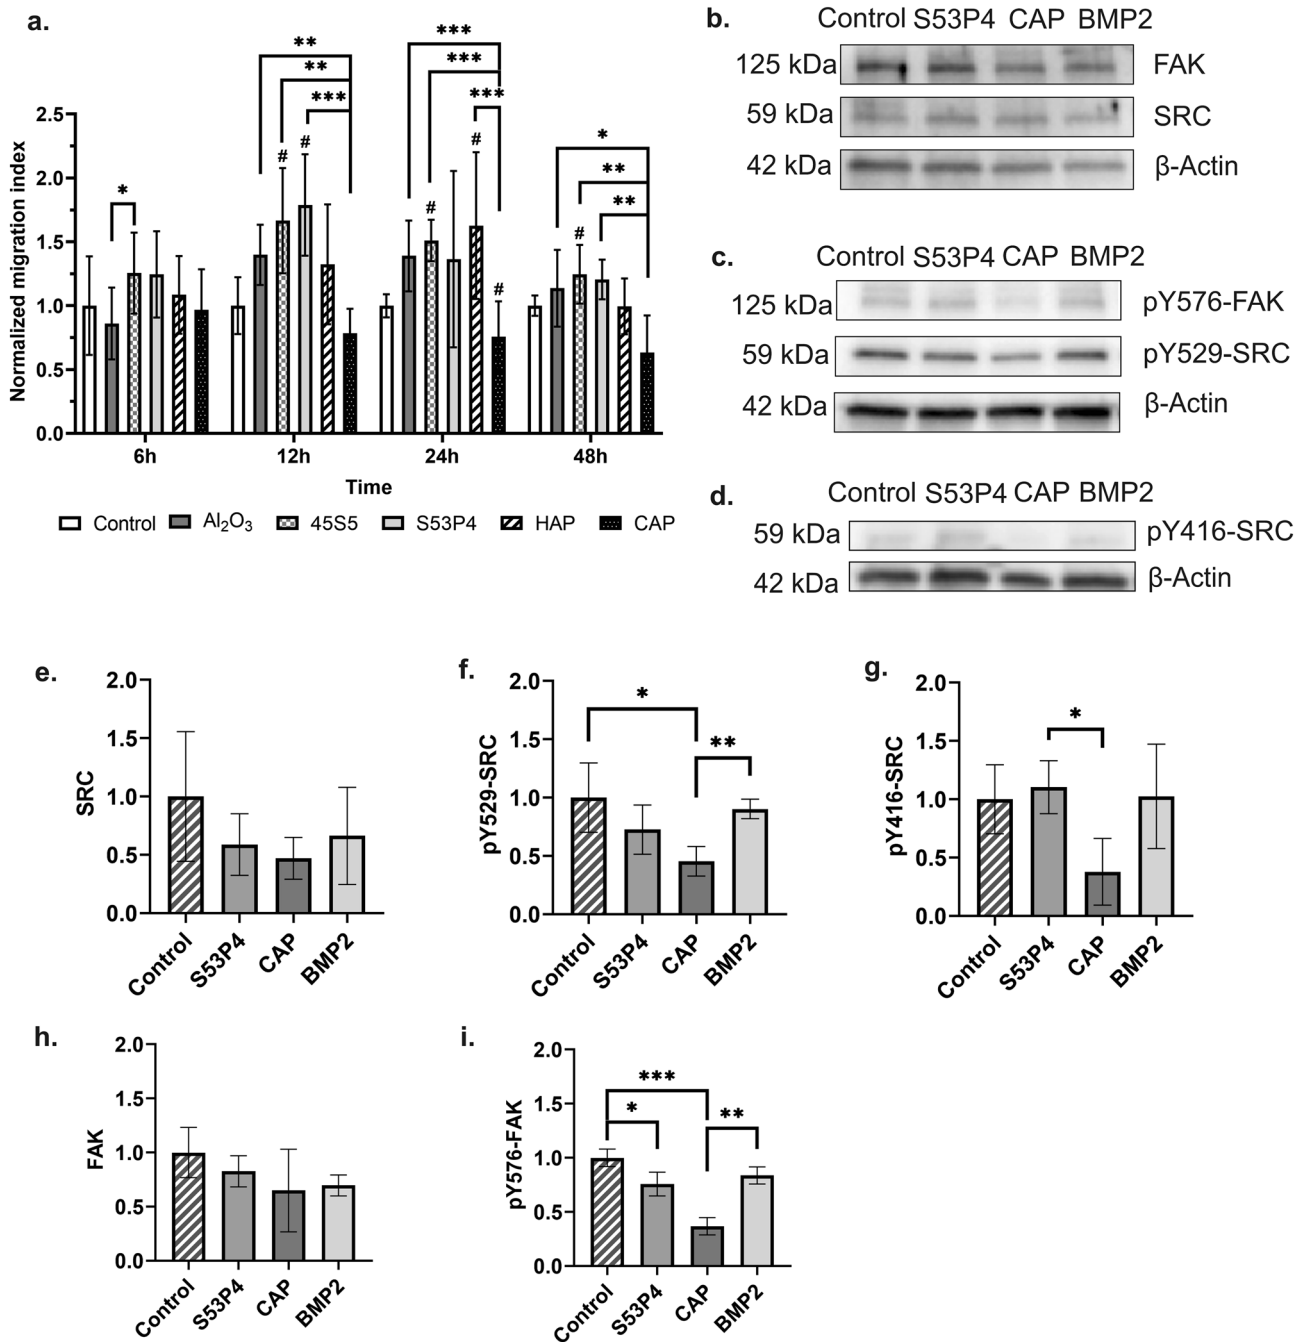 a.
**
**
***
***
***
***
*
**
**
*
#
#
#
#
#
#
Normalized migration index
2.5
2.0
1.5
1.0
0.5
0.0
6h
12h
24h
48h
Time
Control
Al₂O₃
45S5
S53P4
HAP
CAP
b.
Control S53P4 CAP BMP2
125 kDa FAK
59 kDa SRC
42 kDa β-Actin
c.
Control S53P4 CAP BMP2
125 kDa pY576-FAK
59 kDa pY529-SRC
42 kDa β-Actin
d.
Control S53P4 CAP BMP2
59 kDa pY416-SRC
42 kDa β-Actin
e.
SRC
2.0
1.5
1.0
0.5
0.0
Control
S53P4
CAP
BMP2
f.
pY529-SRC
2.0
1.5
1.0
0.5
0.0
*
**
Control
S53P4
CAP
BMP2
g.
pY416-SRC
2.0
1.5
1.0
0.5
0.0
*
Control
S53P4
CAP
BMP2
h.
FAK
2.0
1.5
1.0
0.5
0.0
Control
S53P4
CAP
BMP2
i.
pY576-FAK
2.0
1.5
1.0
0.5
0.0
***
*
**
Control
S53P4
CAP
BMP2